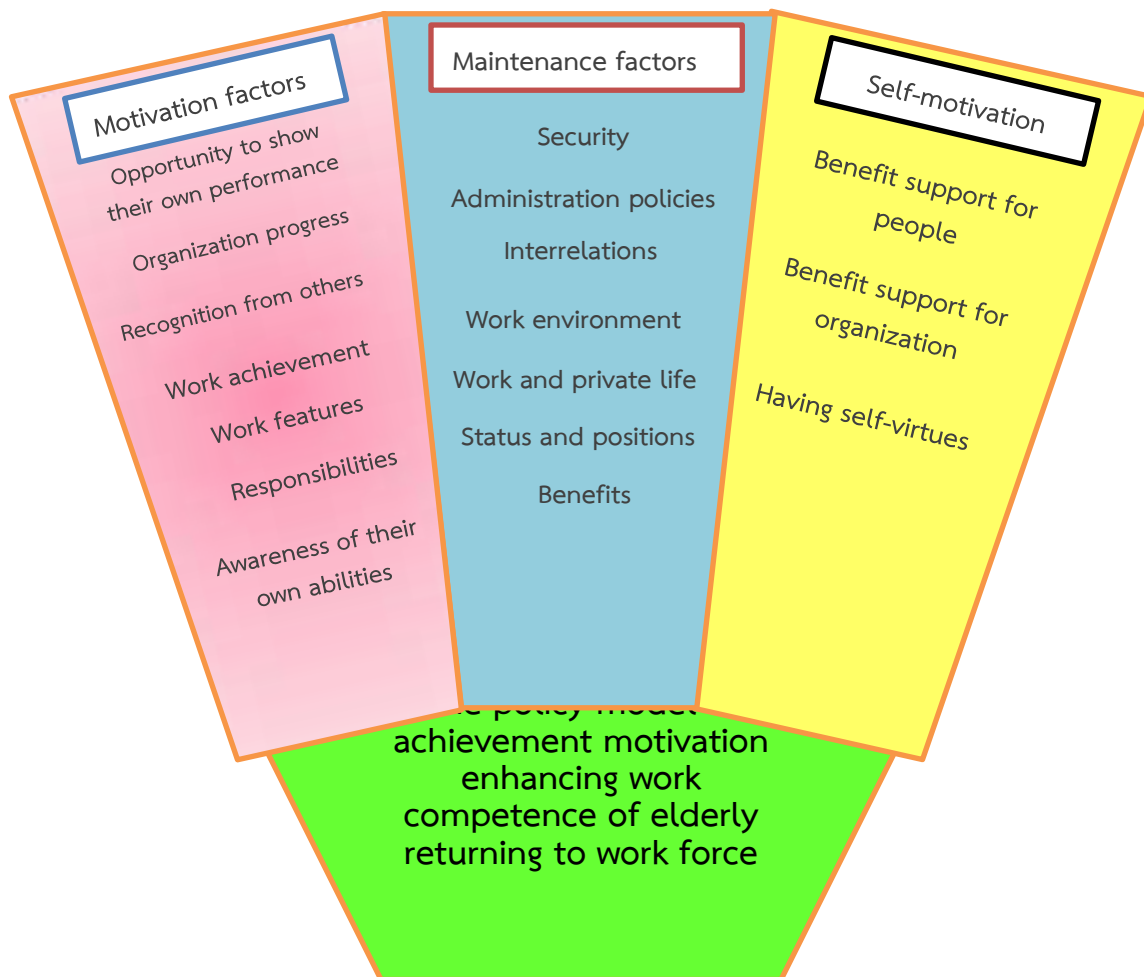 Motivation factors
Opportunity to show
their own performance
Organization progress
Recognition from others
Work achievement
Work features
Responsibilities
Awareness of their
own abilities
Maintenance factors
Security
Administration policies
Interrelations
Work environment
Work and private life
Status and positions
Benefits
Self-motivation
Benefit support for
people
Benefit support for
organization
Having self-virtues
policy model
achievement motivation
enhancing work
competence of elderly
returning to work force